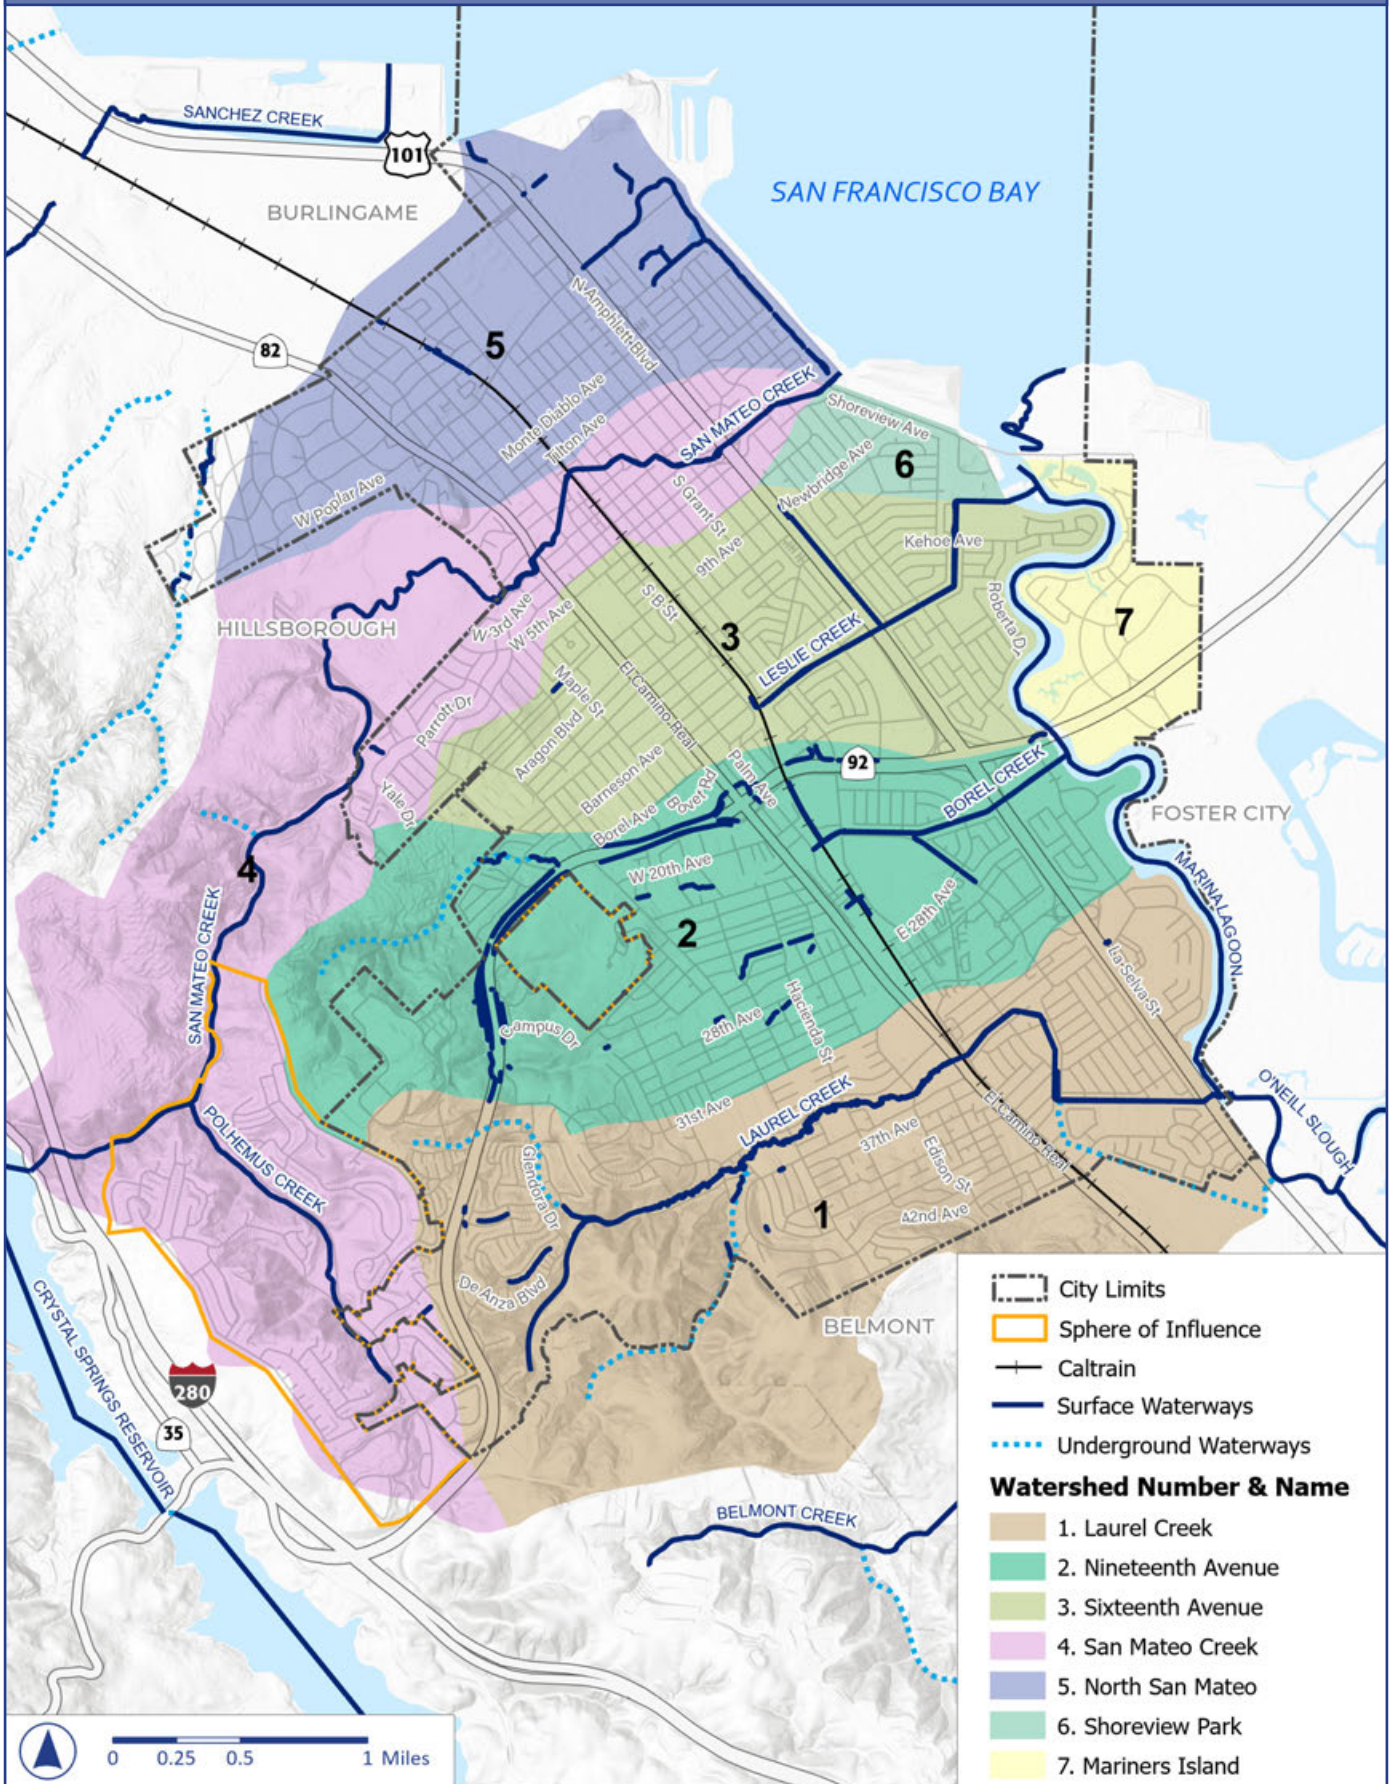 SANCHEZ CREEK
101
SAN FRANCISCO BAY
BURLINGAME
N Amphlett Blvd
5
82
Monte Diablo Ave
Tilton Ave
SAN MATEO CREEK
Shoreview Ave
6
Newbridge Ave
W Poplar Ave
S Grant St
9th Ave
Kehoe Ave
S B St
Roberta Dr
HILLSBOROUGH
W 3rd Ave
W 5th Ave
3
LESLIE CREEK
7
El Camino Real
Maple St
Parrott Dr
Aragon Blvd
Barneson Ave
Palm Ave
92
BOREL CREEK
Yale Dr
Borel Ave
Bovet Rd
FOSTER CITY
4
W 20th Ave
MARINA LAGOON
SAN MATEO CREEK
2
E 28th Ave
La Selva St
Campus Dr
28th Ave
Hacienda St
POLHEMUS CREEK
31st Ave
LAUREL CREEK
El Camino Real
O'NEILL SLOUGH
37th Ave
Edison St
Glendora Dr
1
42nd Ave
De Anza Blvd
BELMONT
CRYSTAL SPRINGS RESERVOIR
280
35
BELMONT CREEK
City Limits
Sphere of Influence
Caltrain
Surface Waterways
Underground Waterways
Watershed Number & Name
1. Laurel Creek
2. Nineteenth Avenue
3. Sixteenth Avenue
4. San Mateo Creek
5. North San Mateo
6. Shoreview Park
7. Mariners Island
0 0.25 0.5 1 Miles